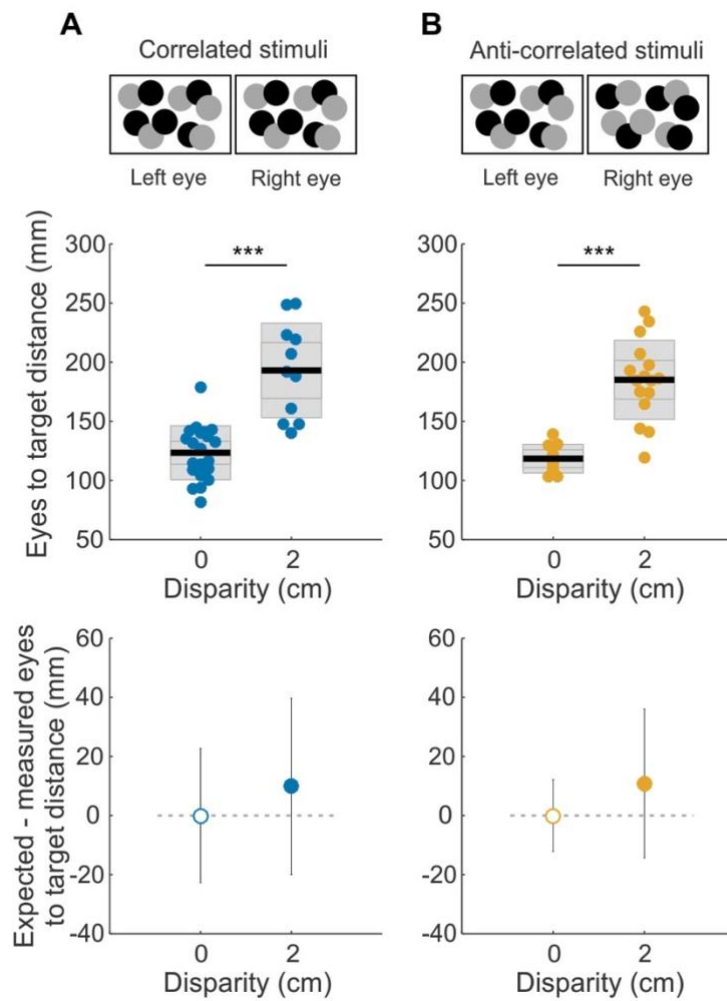 A
B
Correlated stimuli
Anti-correlated stimuli
Left eye
Right eye
Left eye
Right eye
Eyes to target distance (mm)
300
250
200
150
100
50
***
0
2
Disparity (cm)
300
250
200
150
100
50
***
0
2
Disparity (cm)
Expected - measured eyes
to target distance (mm)
60
40
20
0
-20
-40
0
2
Disparity (cm)
60
40
20
0
-20
-40
0
2
Disparity (cm)